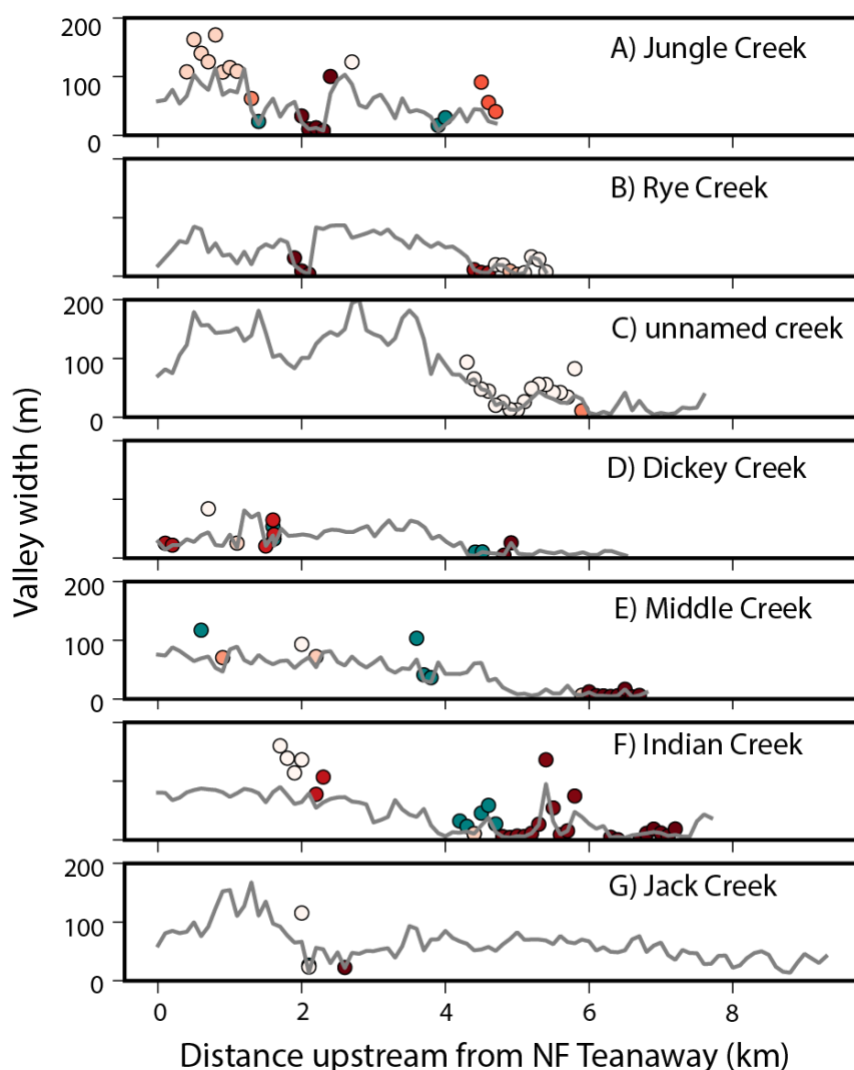 200
A) Jungle Creek
100
0
B) Rye Creek
200
C) unnamed creek
100
0
Valley width (m)
D) Dickey Creek
200
E) Middle Creek
100
0
F) Indian Creek
200
G) Jack Creek
100
0
0 2 4 6 8
Distance upstream from NF Teanaway (km)